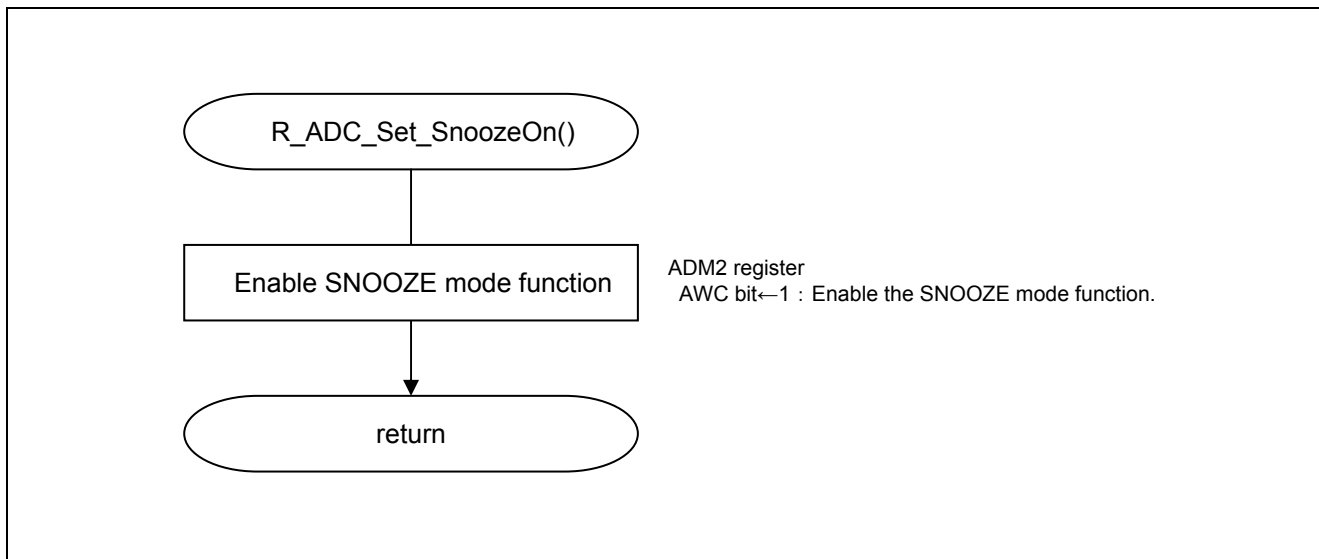 R_ADC_Set_SnoozeOn()
Enable SNOOZE mode function
ADM2 register
AWC bit←1：Enable the SNOOZE mode function.
return